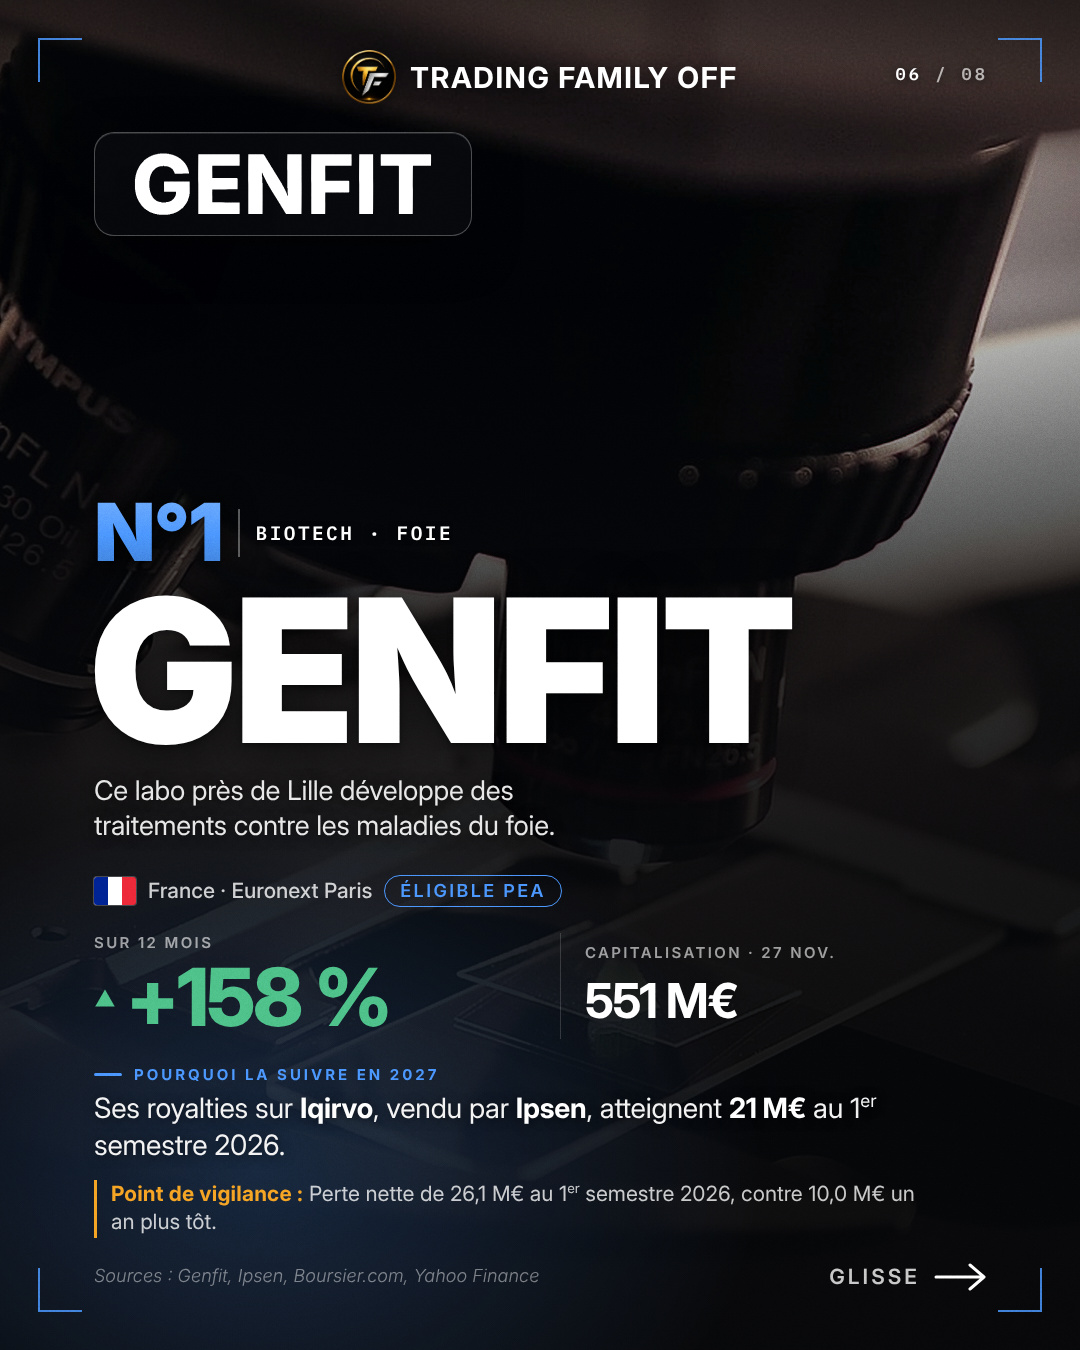 TRADING FAMILY OFF
06 / 08
GENFIT
YMPUS
30 Oil
N°1
BIOTECH · FOIE
GENFIT
Ce labo près de Lille développe des
traitements contre les maladies du foie.
France · Euronext Paris
ÉLIGIBLE PEA
SUR 12 MOIS
▲ +158 %
CAPITALISATION · 27 NOV.
551 M€
POURQUOI LA SUIVRE EN 2027
Ses royalties sur Iqirvo, vendu par Ipsen, atteignent 21 M€ au 1er
semestre 2026.
Point de vigilance : Perte nette de 26,1 M€ au 1er semestre 2026, contre 10,0 M€ un
an plus tôt.
Sources : Genfit, Ipsen, Boursier.com, Yahoo Finance
GLISSE